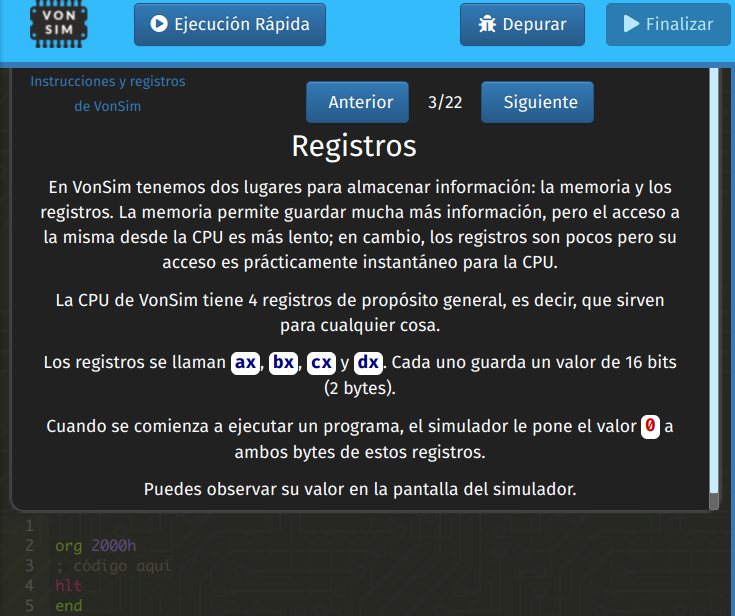 VON
SIM
Ejecución Rápida
Depurar
Finalizar
Instrucciones y registros
de VonSim
Anterior
3/22
Siguiente
Registros
En VonSim tenemos dos lugares para almacenar información: la memoria y los
registros. La memoria permite guardar mucha más información, pero el acceso a
la misma desde la CPU es más lento; en cambio, los registros son pocos pero su
acceso es prácticamente instantáneo para la CPU.
La CPU de VonSim tiene 4 registros de propósito general, es decir, que sirven
para cualquier cosa.
Los registros se llaman ax, bx, cx y dx. Cada uno guarda un valor de 16 bits
(2 bytes).
Cuando se comienza a ejecutar un programa, el simulador le pone el valor 0 a
ambos bytes de estos registros.
Puedes observar su valor en la pantalla del simulador.
1
2 org 2000h
3 ; código aquí
4 hlt
5 end